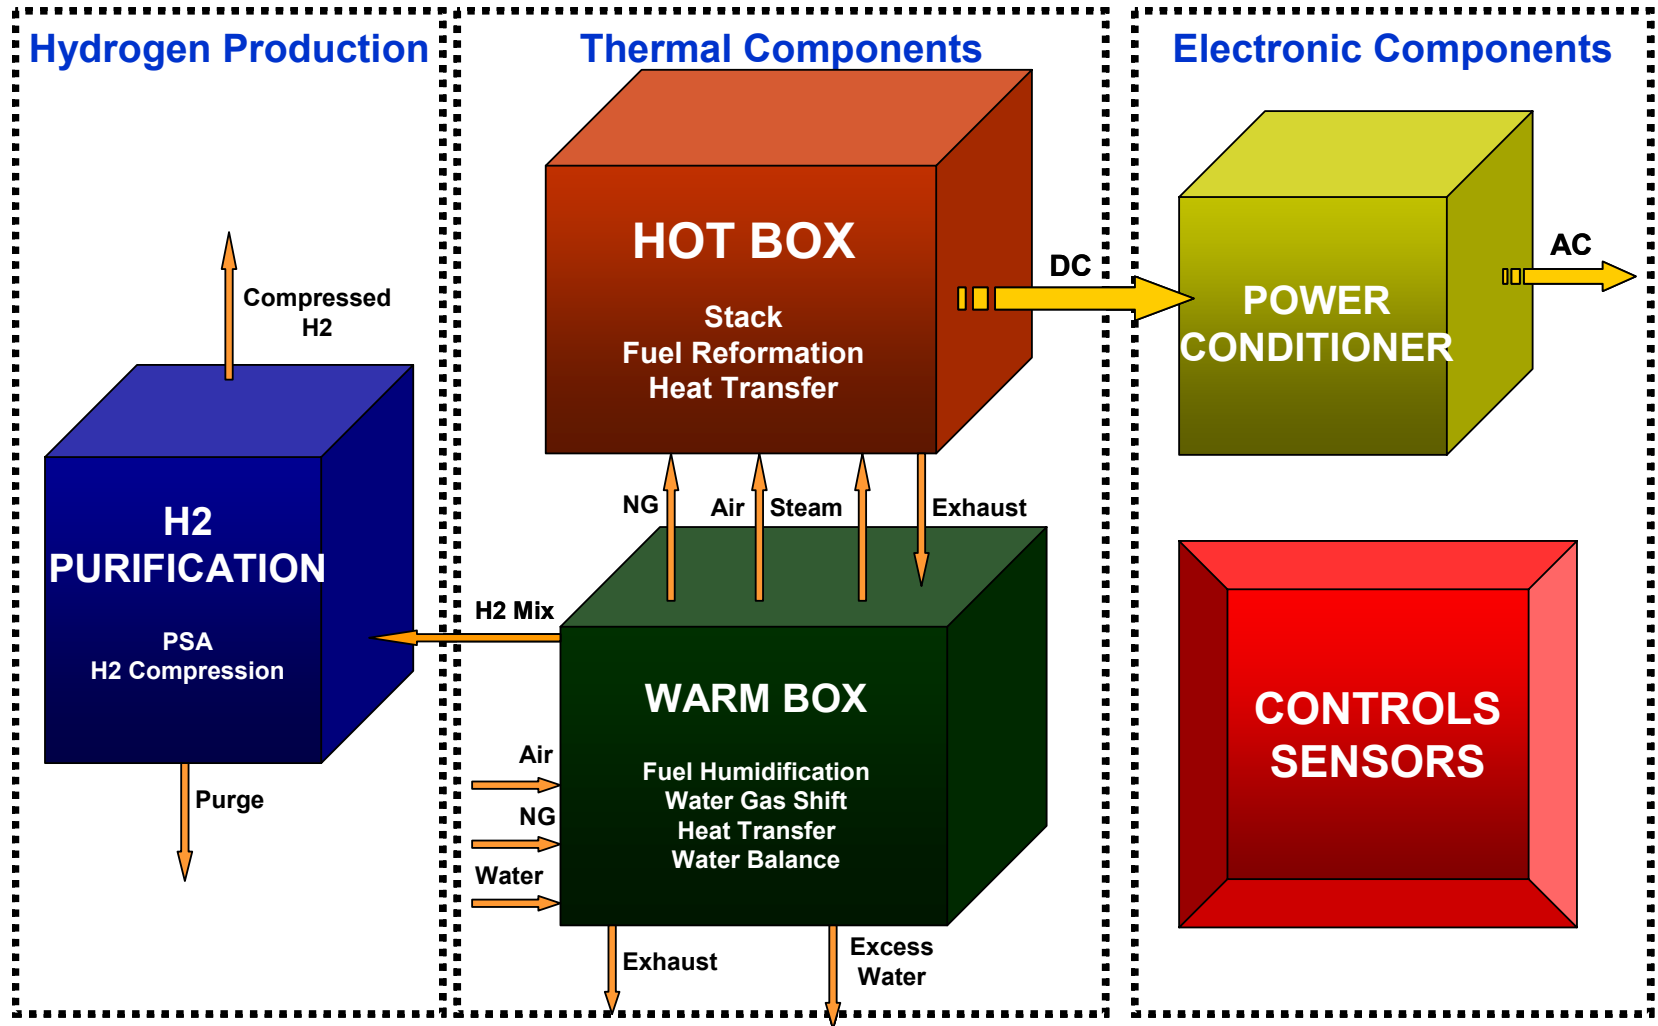 Hydrogen Production
Compressed
H2
H2
PURIFICATION
PSA
H2 Compression
Purge
Thermal Components
HOT BOX
Stack
Fuel Reformation
Heat Transfer
DC
NG
Air
Steam
Exhaust
H2 Mix
WARM BOX
Fuel Humidification
Water Gas Shift
Heat Transfer
Water Balance
Air
NG
Water
Exhaust
Excess
Water
Electronic Components
POWER
CONDITIONER
AC
CONTROLS
SENSORS